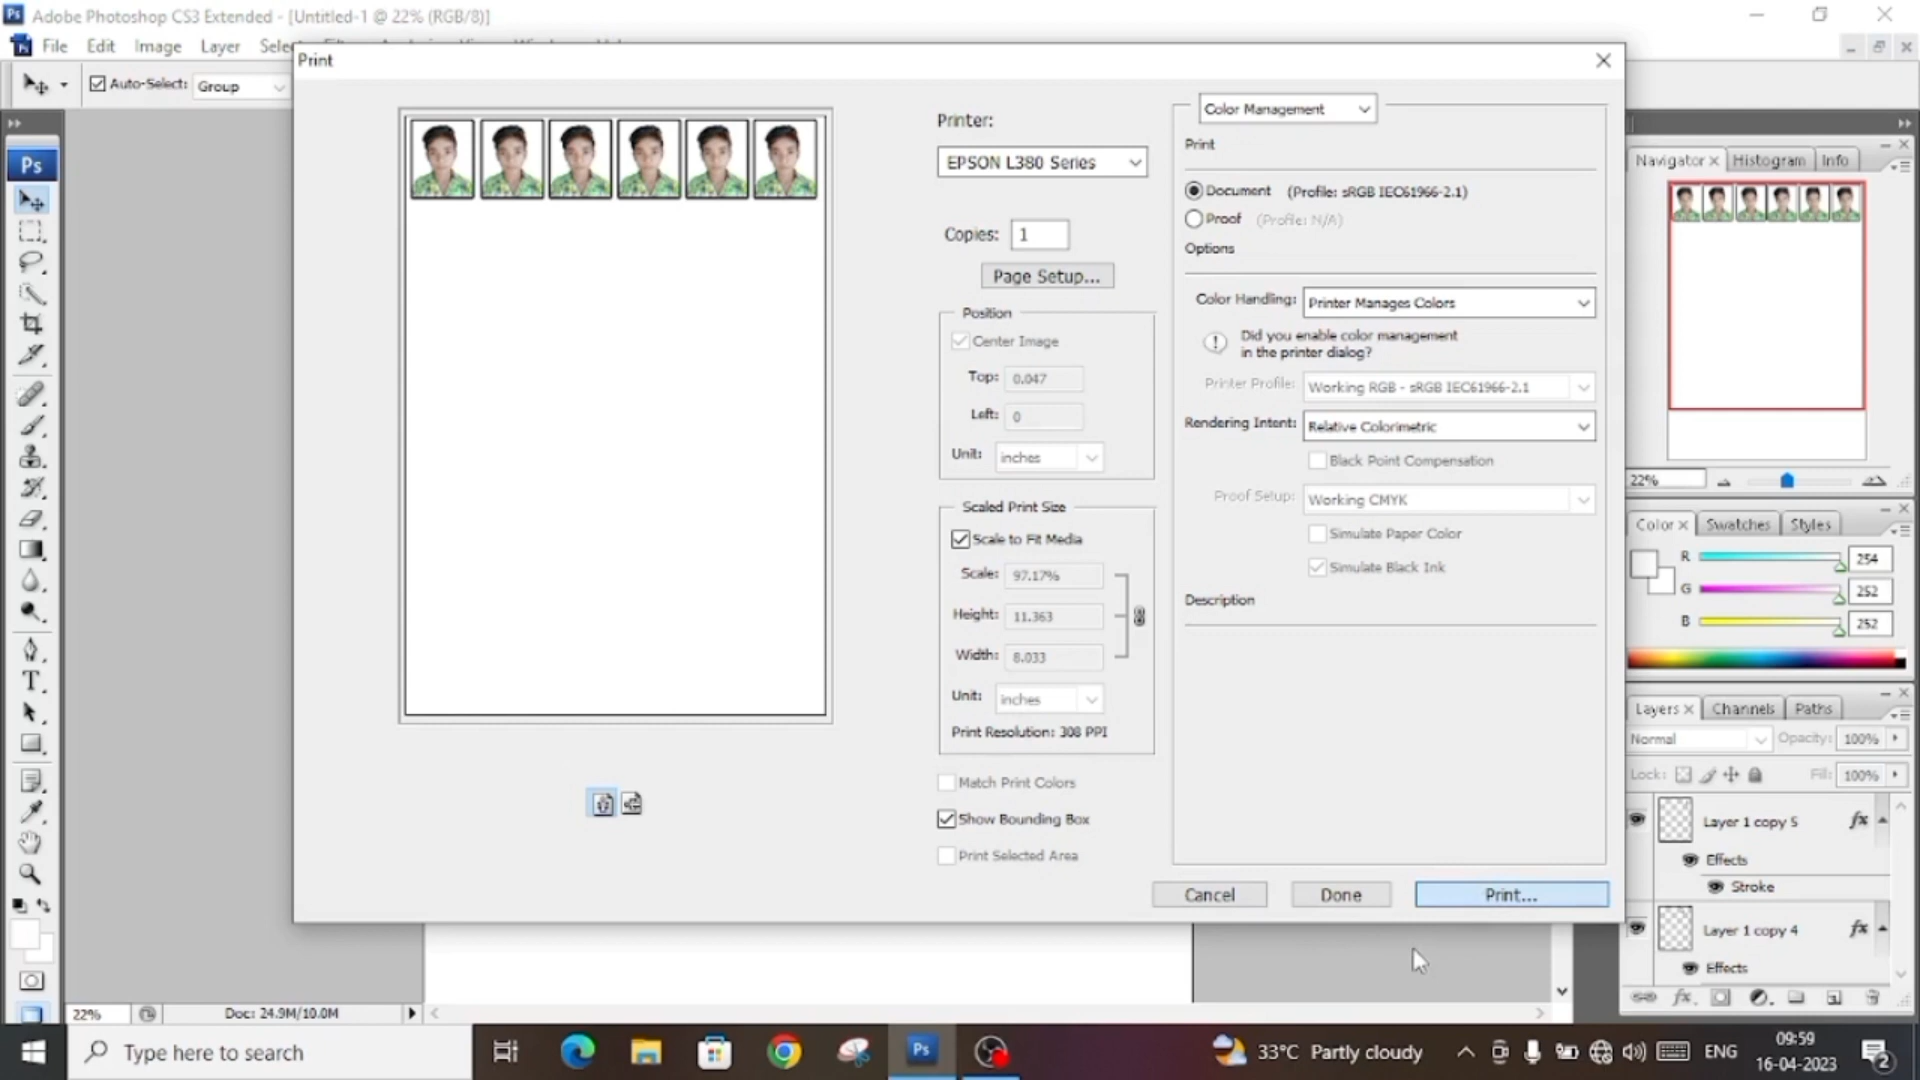 Adobe Photoshop CS3 Extended - [Untitled-1 @ 22% (RGB/8)]
File Edit Image Layer
Auto-Select: Group
Print
Printer:
EPSON L380 Series
Copies: 1
Page Setup...
Position
Center Image
Top: 0.047
Left: 0
Unit: inches
Scaled Print Size
Scale to Fit Media
Scale: 97.17%
Height: 11.363
Width: 8.033
Unit: inches
Print Resolution: 308 PPI
Match Print Colors
Show Bounding Box
Print Selected Area
Color Management
Print
Document (Profile: sRGB IEC61966-2.1)
Proof (Profile: N/A)
Options
Color Handling: Printer Manages Colors
Did you enable color management
in the printer dialog?
Printer Profile: Working RGB - sRGB IEC61966-2.1
Rendering Intent: Relative Colorimetric
Black Point Compensation
Proof Setup: Working CMYK
Simulate Paper Color
Simulate Black Ink
Description
Cancel Done Print...
Ps
Navigator Histogram Info
22%
Color Swatches Styles
R 254
G 252
B 252
Layers Channels Paths
Normal Opacity: 100%
Lock: Fill: 100%
Layer 1 copy 5 fx
Effects
Stroke
Layer 1 copy 4 fx
Effects
22% Doc: 24.9M/10.0M
Type here to search
Ps
33°C Partly cloudy
ENG
09:59
16-04-2023
2